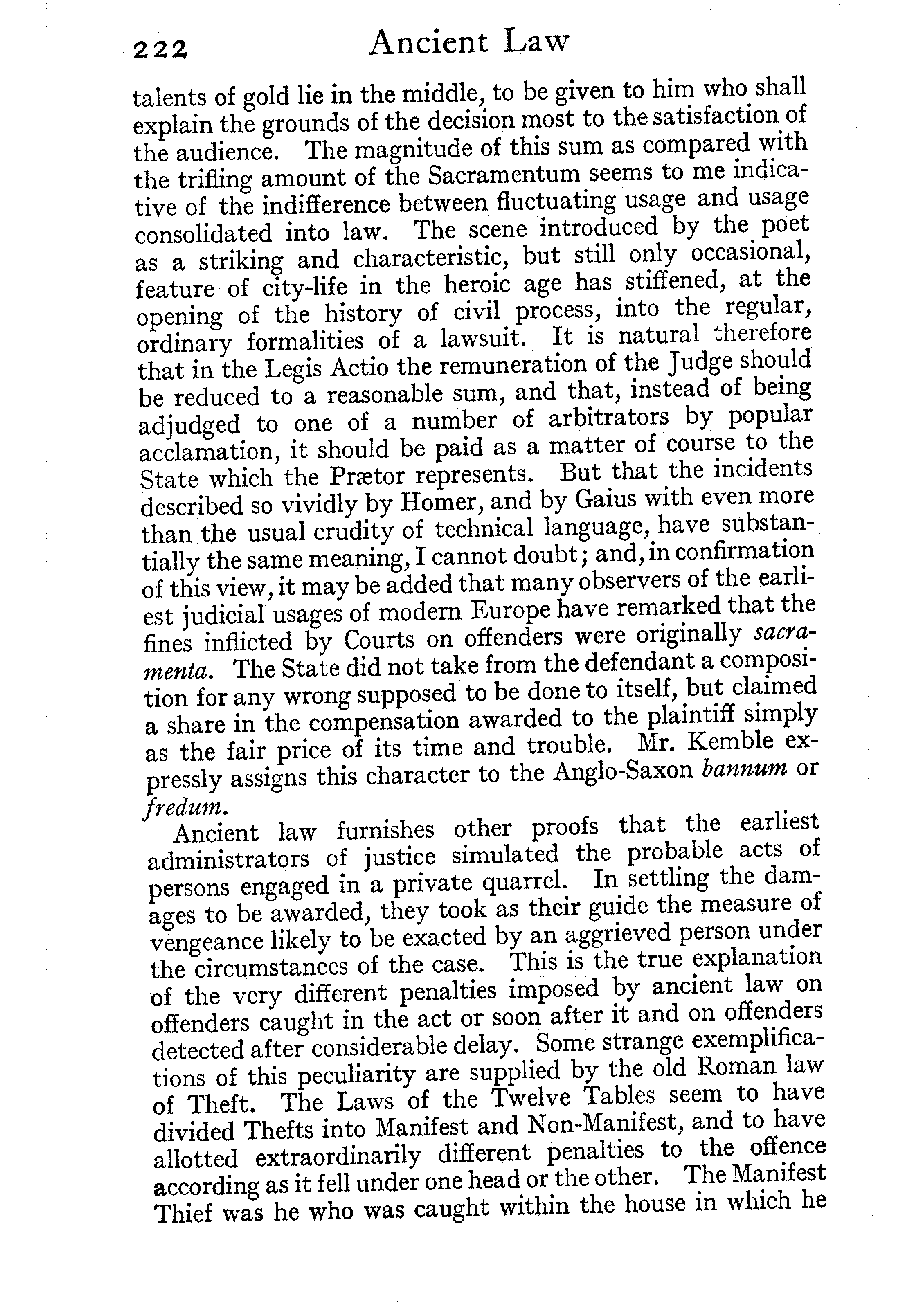 222 Ancient Law
talents of gold lie in the middle, to be given to him who shall
explain the grounds of the decision most to the satisfaction of
the audience. The magnitude of this sum as compared with
the trifling amount of the Sacramentum seems to me indica-
tive of the indifference between fluctuating usage and usage
consolidated into law. The scene introduced by the poet
as a striking and characteristic, but still only occasional,
feature of city-life in the heroic age has stiffened, at the
opening of the history of civil process, into the regular,
ordinary formalities of a lawsuit. It is natural therefore
that in the Legis Actio the remuneration of the Judge should
be reduced to a reasonable sum, and that, instead of being
adjudged to one of a number of arbitrators by popular
acclamation, it should be paid as a matter of course to the
State which the Prætor represents. But that the incidents
described so vividly by Homer, and by Gaius with even more
than the usual crudity of technical language, have substan-
tially the same meaning, I cannot doubt; and, in confirmation
of this view, it may be added that many observers of the earli-
est judicial usages of modern Europe have remarked that the
fines inflicted by Courts on offenders were originally sacra-
menta. The State did not take from the defendant a composi-
tion for any wrong supposed to be done to itself, but claimed
a share in the compensation awarded to the plaintiff simply
as the fair price of its time and trouble. Mr. Kemble ex-
pressly assigns this character to the Anglo-Saxon bannum or
fredum.
Ancient law furnishes other proofs that the earliest
administrators of justice simulated the probable acts of
persons engaged in a private quarrel. In settling the dam-
ages to be awarded, they took as their guide the measure of
vengeance likely to be exacted by an aggrieved person under
the circumstances of the case. This is the true explanation
of the very different penalties imposed by ancient law on
offenders caught in the act or soon after it and on offenders
detected after considerable delay. Some strange exemplifica-
tions of this peculiarity are supplied by the old Roman law
of Theft. The Laws of the Twelve Tables seem to have
divided Thefts into Manifest and Non-Manifest, and to have
allotted extraordinarily different penalties to the offence
according as it fell under one head or the other. The Manifest
Thief was he who was caught within the house in which he